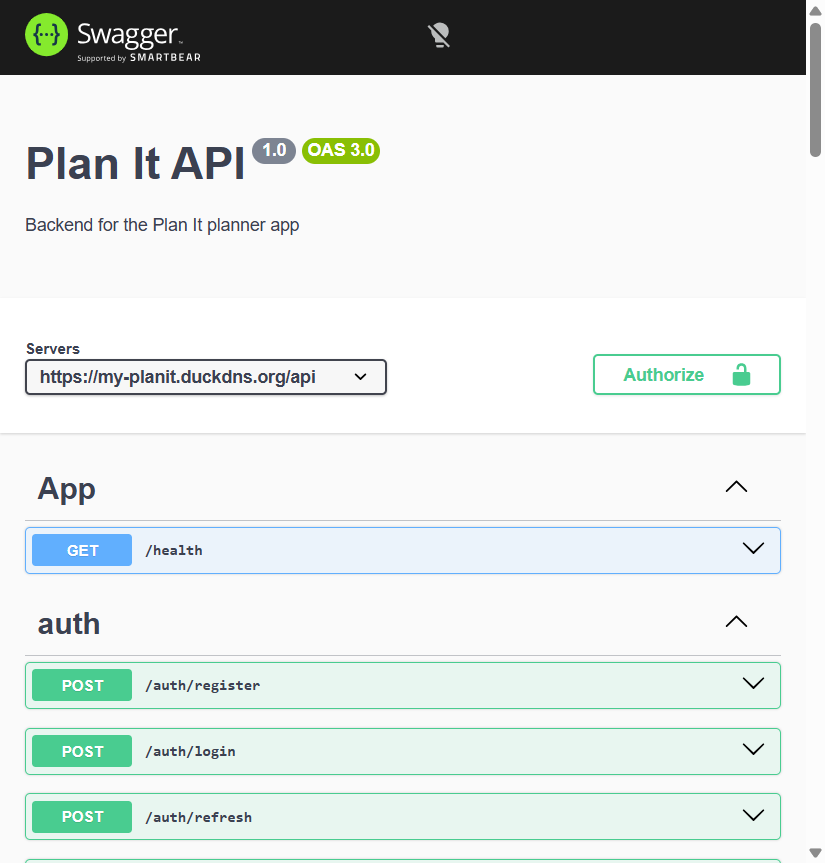 Swagger™
Supported by SMARTBEAR
Plan It API 1.0 OAS 3.0
Backend for the Plan It planner app
Servers
https://my-planit.duckdns.org/api
Authorize
App
GET /health
auth
POST /auth/register
POST /auth/login
POST /auth/refresh